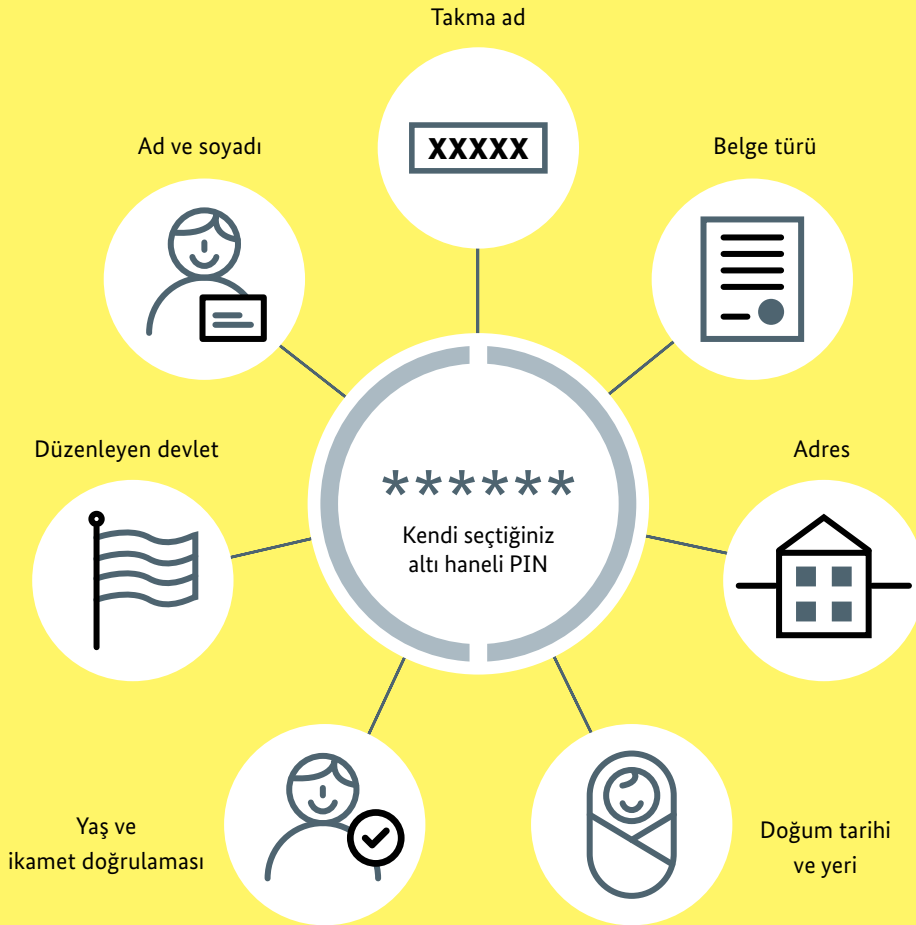 Takma ad
XXXXX
Ad ve soyadı
Belge türü
Düzenleyen devlet
Adres
******
Kendi seçtiğiniz
altı haneli PIN
Yaş ve
ikamet doğrulaması
Doğum tarihi
ve yeri